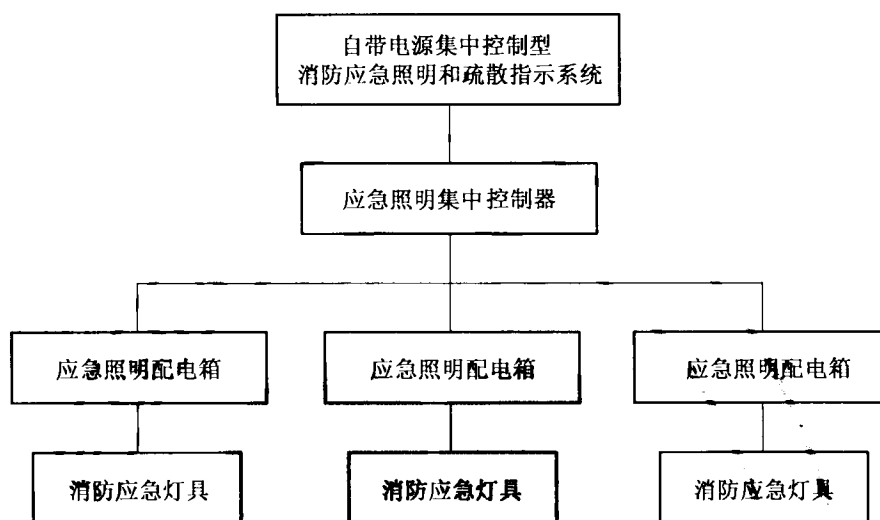 自带电源集中控制型
消防应急照明和疏散指示系统
应急照明集中控制器
应急照明配电箱
应急照明配电箱
应急照明配电箱
消防应急灯具
消防应急灯具
消防应急灯具